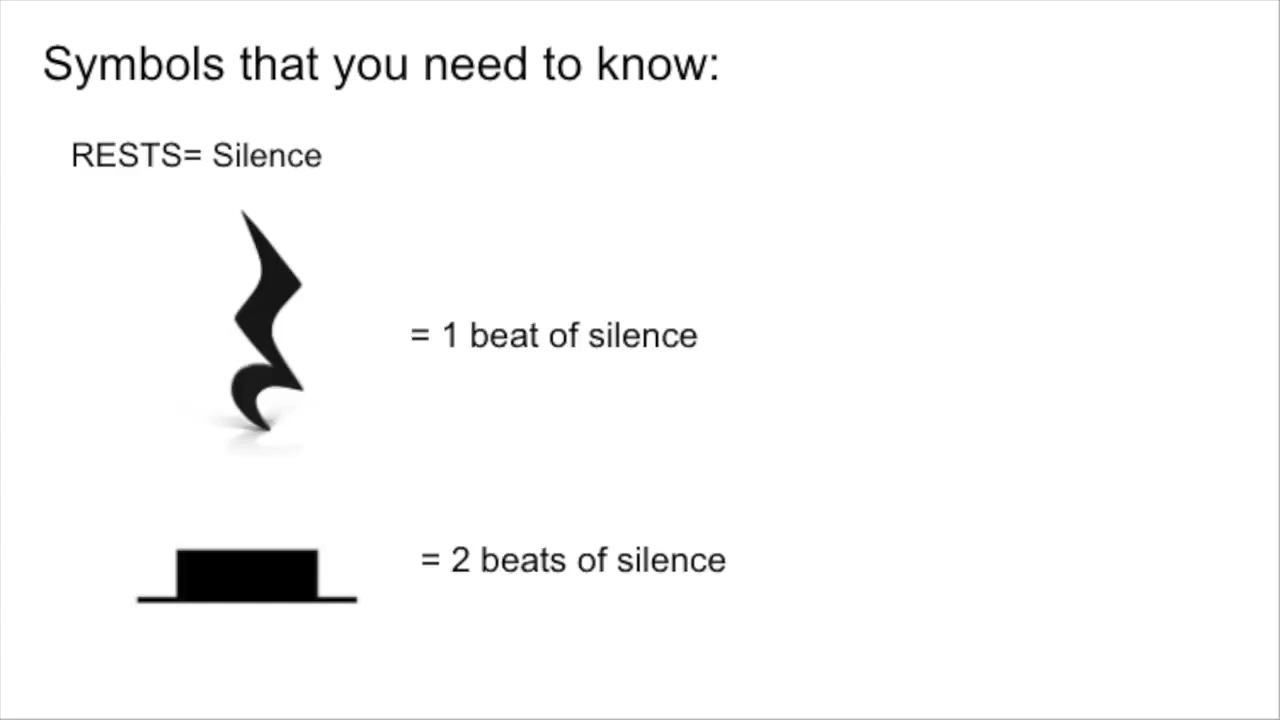 Symbols that you need to know:
RESTS= Silence
= 1 beat of silence
= 2 beats of silence